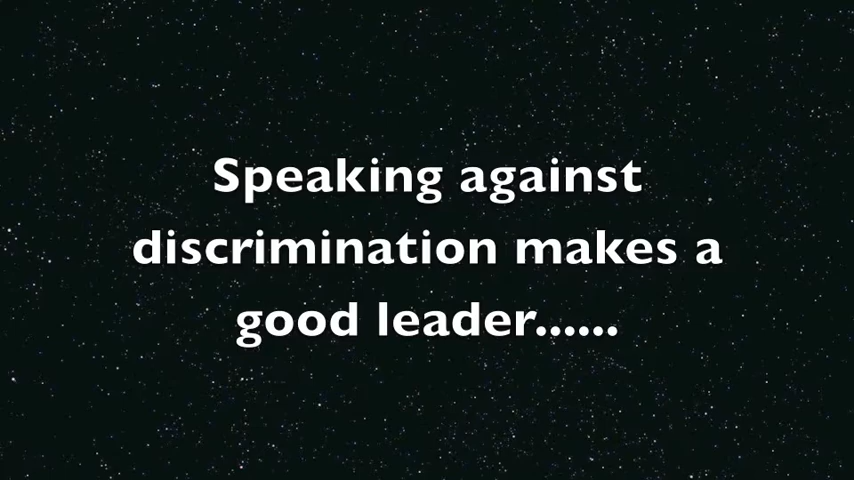 Speaking against
discrimination makes a
good leader......